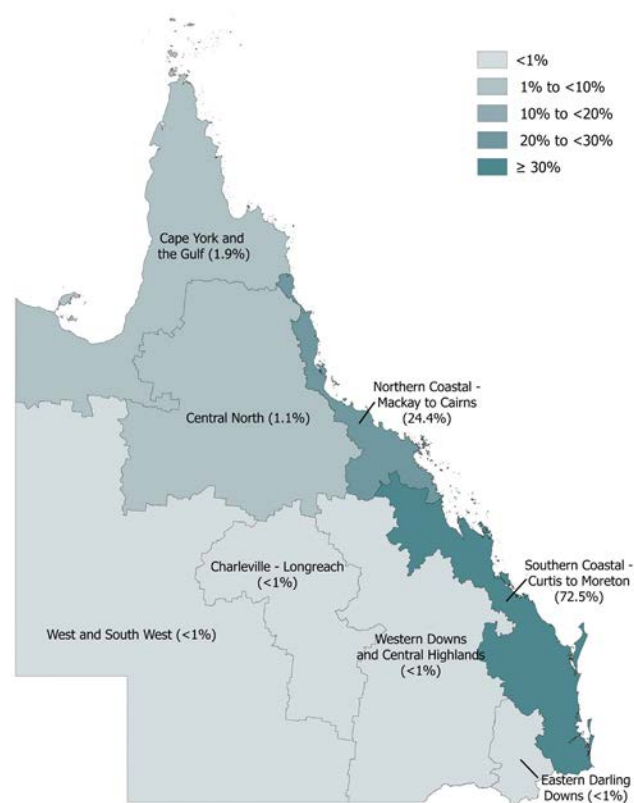 <1%
1% to <10%
10% to <20%
20% to <30%
≥ 30%
Cape York and
the Gulf (1.9%)
Northern Coastal -
Mackay to Cairns
(24.4%)
Central North (1.1%)
Charleville - Longreach
(<1%)
Southern Coastal -
Curtis to Moreton
(72.5%)
West and South West (<1%)
Western Downs
and Central Highlands
(<1%)
Eastern Darling
Downs (<1%)